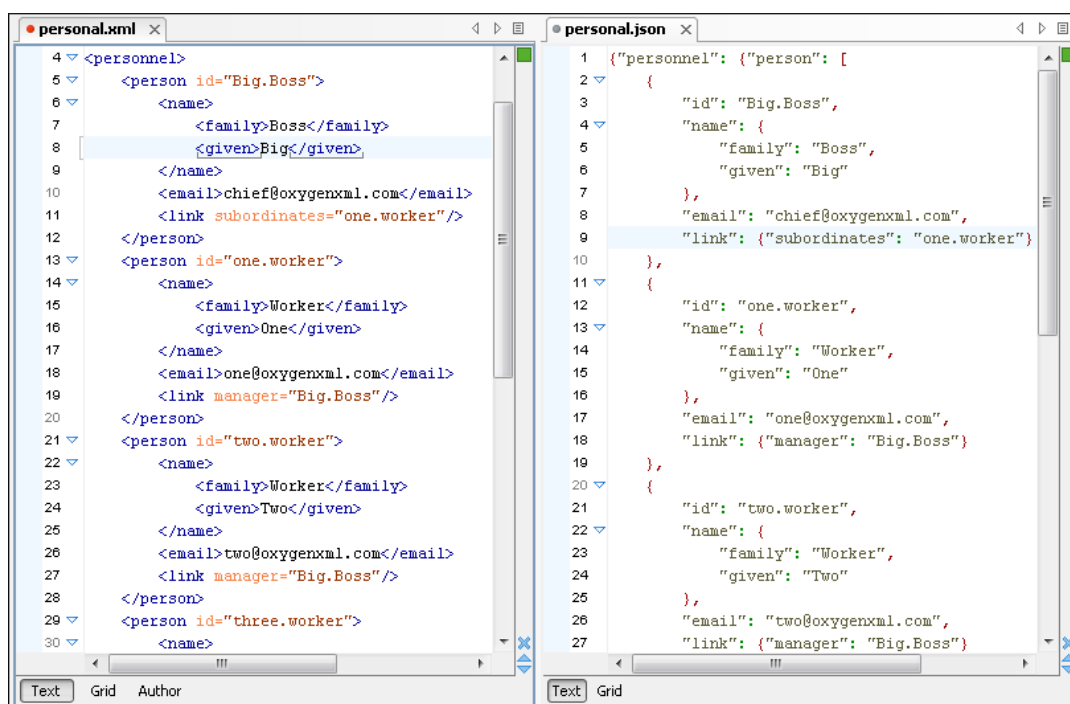 personal.xml
4 <personnel>
5 <person id="Big.Boss">
6 <name>
7 <family>Boss</family>
8 <given>Big</given>
9 </name>
10 <email>chief@oxygenxml.com</email>
11 <link subordinates="one.worker"/>
12 </person>
13 <person id="one.worker">
14 <name>
15 <family>Worker</family>
16 <given>One</given>
17 </name>
18 <email>one@oxygenxml.com</email>
19 <link manager="Big.Boss"/>
20 </person>
21 <person id="two.worker">
22 <name>
23 <family>Worker</family>
24 <given>Two</given>
25 </name>
26 <email>two@oxygenxml.com</email>
27 <link manager="Big.Boss"/>
28 </person>
29 <person id="three.worker">
30 <name>
Text Grid Author
personal.json
1 {"personnel": {"person": [
2 {
3 "id": "Big.Boss",
4 "name": {
5 "family": "Boss",
6 "given": "Big"
7 },
8 "email": "chief@oxygenxml.com",
9 "link": {"subordinates": "one.worker"}
10 },
11 {
12 "id": "one.worker",
13 "name": {
14 "family": "Worker",
15 "given": "One"
16 },
17 "email": "one@oxygenxml.com",
18 "link": {"manager": "Big.Boss"}
19 },
20 {
21 "id": "two.worker",
22 "name": {
23 "family": "Worker",
24 "given": "Two"
25 },
26 "email": "two@oxygenxml.com",
27 "link": {"manager": "Big.Boss"}
Text Grid